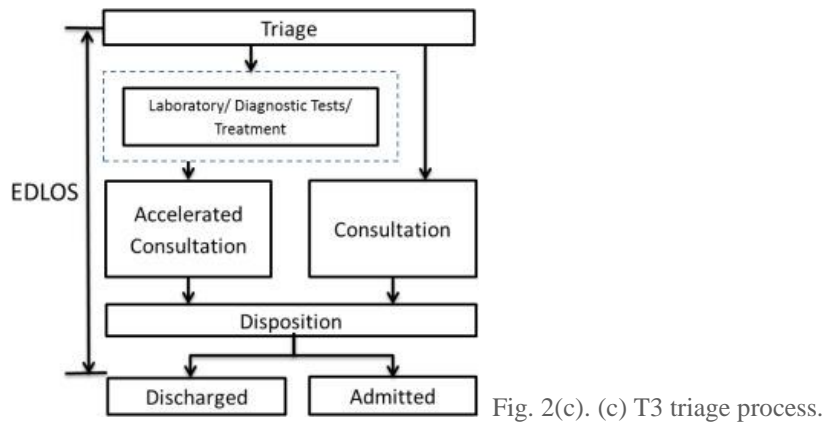 Triage
Laboratory/ Diagnostic Tests/
Treatment
EDLOS
Accelerated
Consultation
Consultation
Disposition
Discharged
Admitted
Fig. 2(c). (c) T3 triage process.